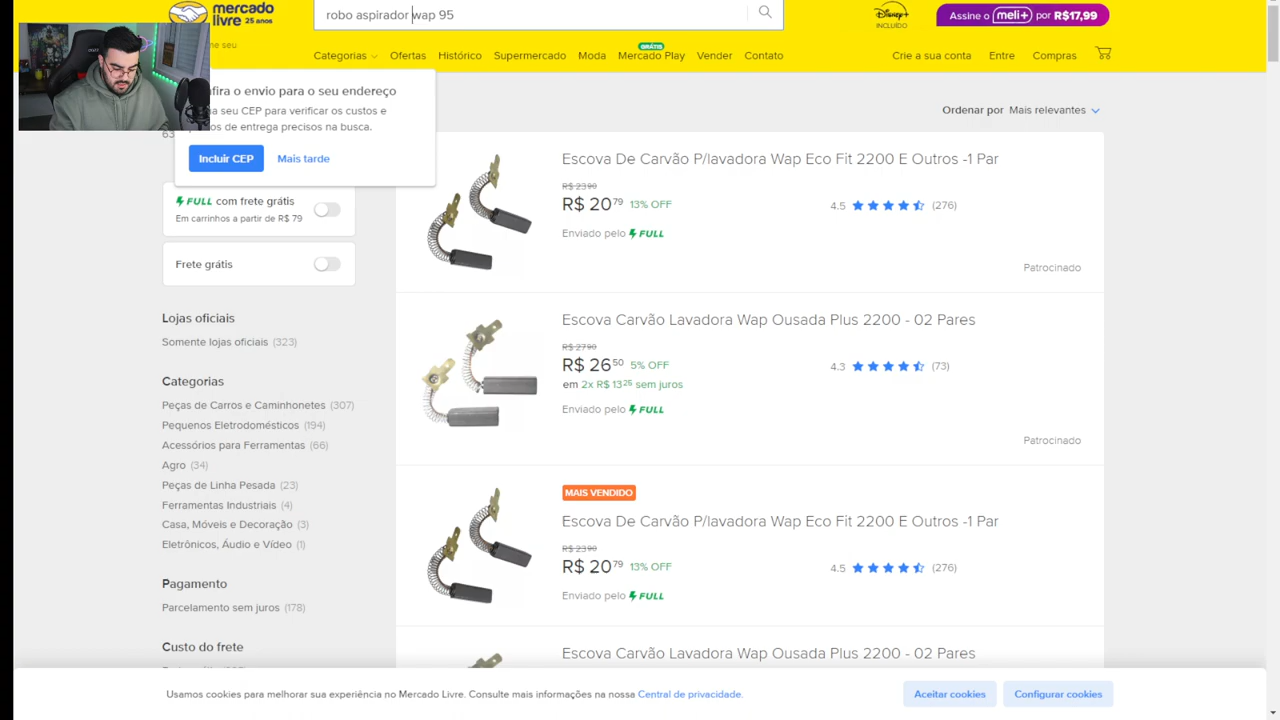 mercado
livre 25 anos
robo aspirador wap 95
Disney+
INCLUÍDO
Assine o meli+ por R$17,99
me seu
Categorias
Ofertas
Histórico
Supermercado
Moda
GRÁTIS
Mercado Play
Vender
Contato
Crie a sua conta
Entre
Compras
fira o envio para o seu endereço
a seu CEP para verificar os custos e
os de entrega precisos na busca.
Incluir CEP
Mais tarde
Ordenar por Mais relevantes
FULL com frete grátis
Em carrinhos a partir de R$ 79
Frete grátis
Lojas oficiais
Somente lojas oficiais (323)
Categorias
Peças de Carros e Caminhonetes (307)
Pequenos Eletrodomésticos (194)
Acessórios para Ferramentas (66)
Agro (34)
Peças de Linha Pesada (23)
Ferramentas Industriais (4)
Casa, Móveis e Decoração (3)
Eletrônicos, Áudio e Vídeo (1)
Pagamento
Parcelamento sem juros (178)
Custo do frete
Escova De Carvão P/lavadora Wap Eco Fit 2200 E Outros -1 Par
R$ 23 90
R$ 20 79 13% OFF
Enviado pelo FULL
4.5 (276)
Patrocinado
Escova Carvão Lavadora Wap Ousada Plus 2200 - 02 Pares
R$ 27 90
R$ 26 50 5% OFF
em 2x R$ 13 25 sem juros
Enviado pelo FULL
4.3 (73)
Patrocinado
MAIS VENDIDO
Escova De Carvão P/lavadora Wap Eco Fit 2200 E Outros -1 Par
R$ 23 90
R$ 20 79 13% OFF
Enviado pelo FULL
4.5 (276)
Escova Carvão Lavadora Wap Ousada Plus 2200 - 02 Pares
Usamos cookies para melhorar sua experiência no Mercado Livre. Consulte mais informações na nossa Central de privacidade.
Aceitar cookies
Configurar cookies